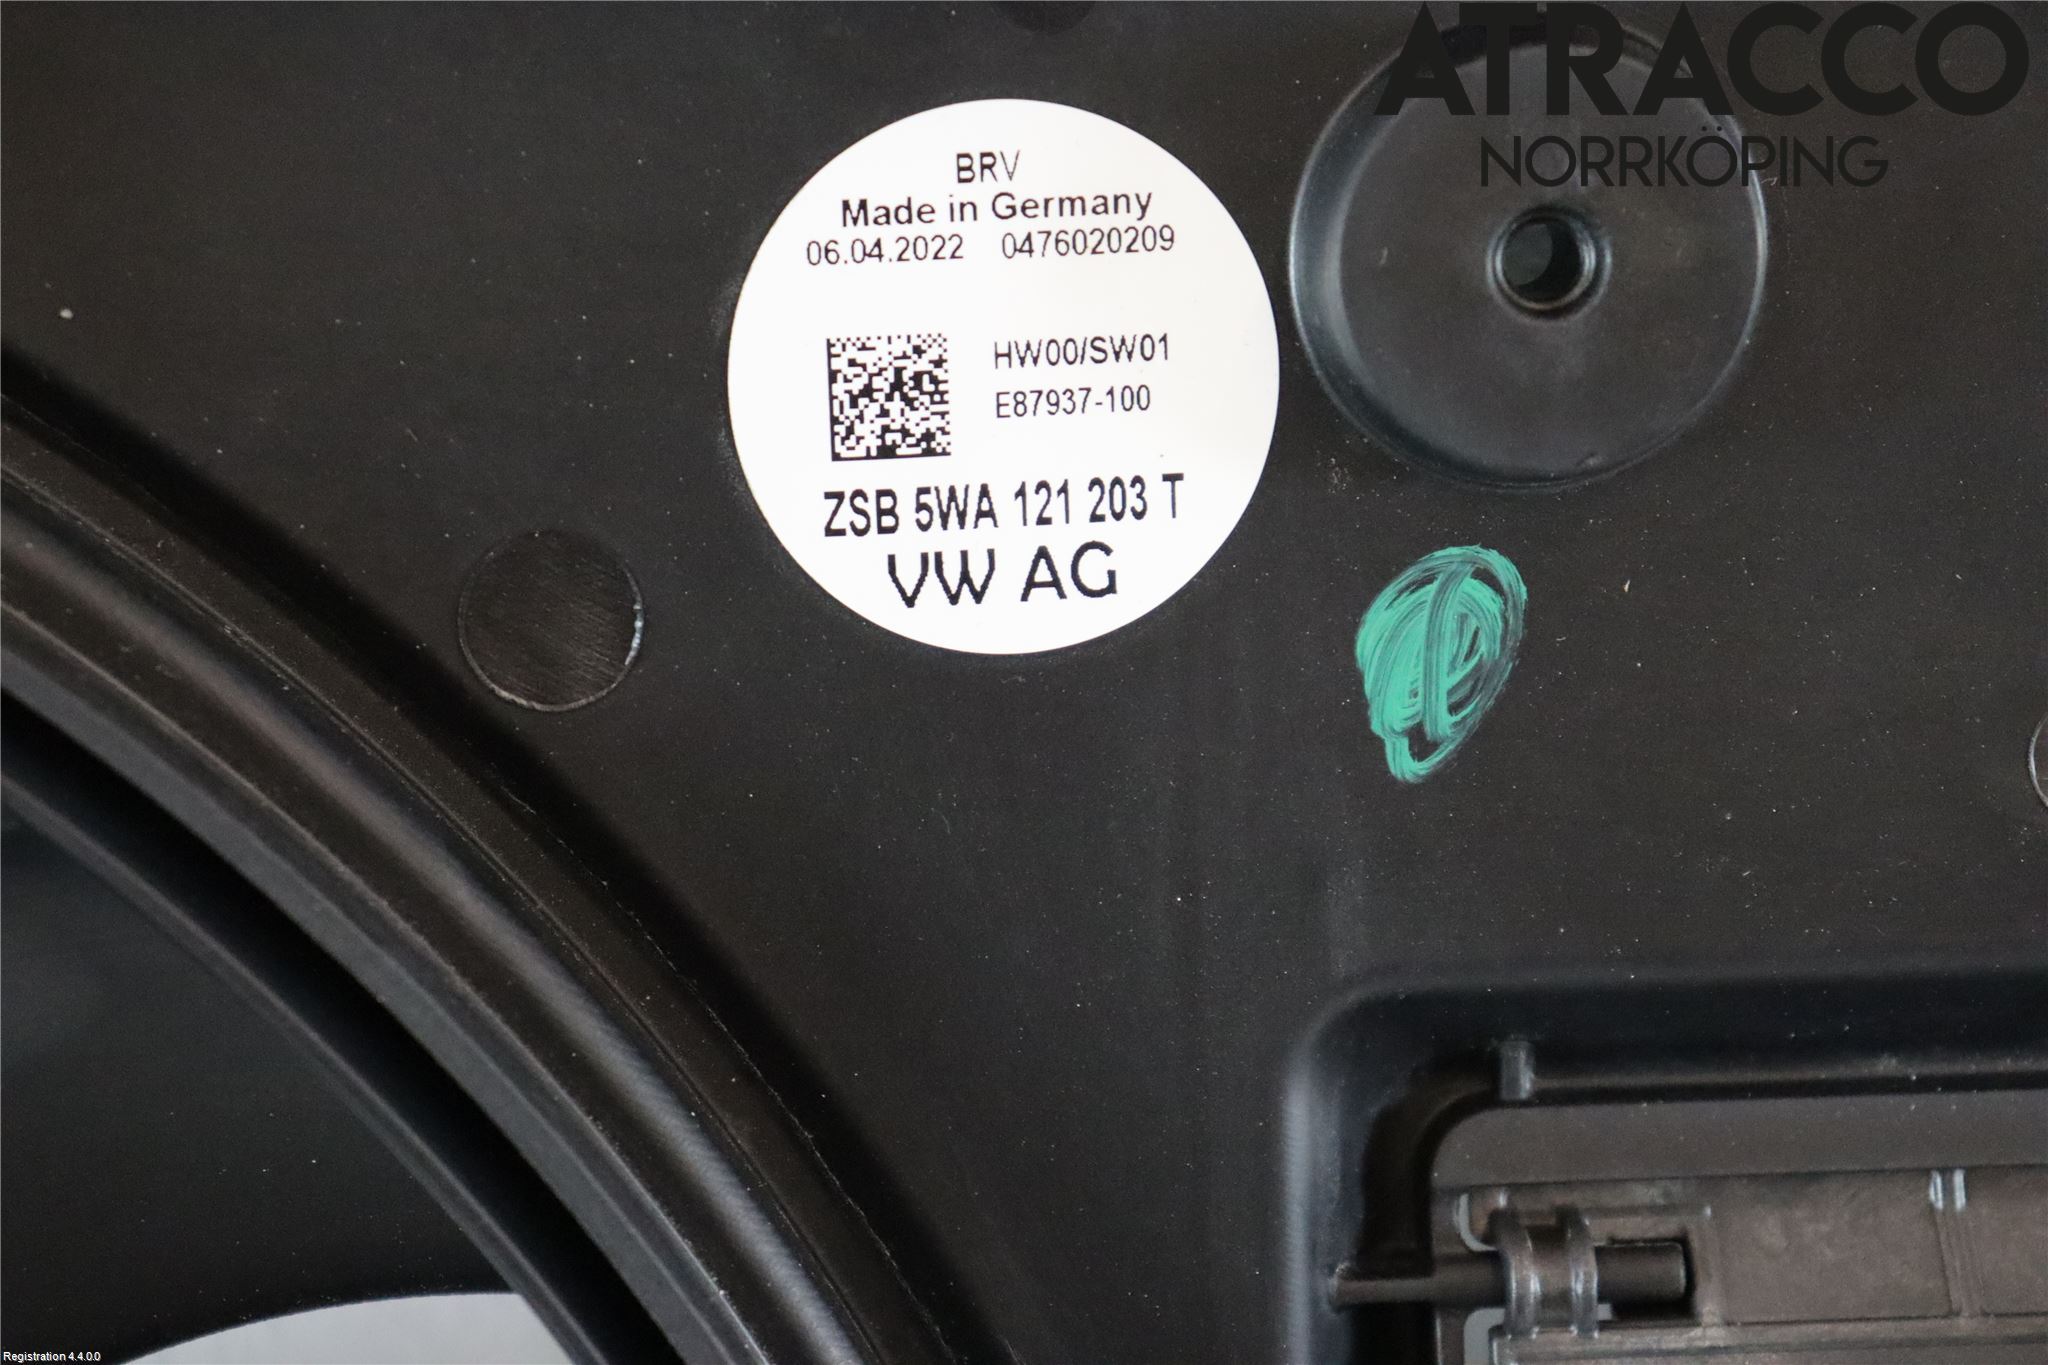 ATRACCO
NORRKÖPING
BRV
Made in Germany
06.04.2022 0476020209
HW00/SW01
E87937-100
ZSB 5WA 121 203 T
VW AG
Registration 4.4.0.0